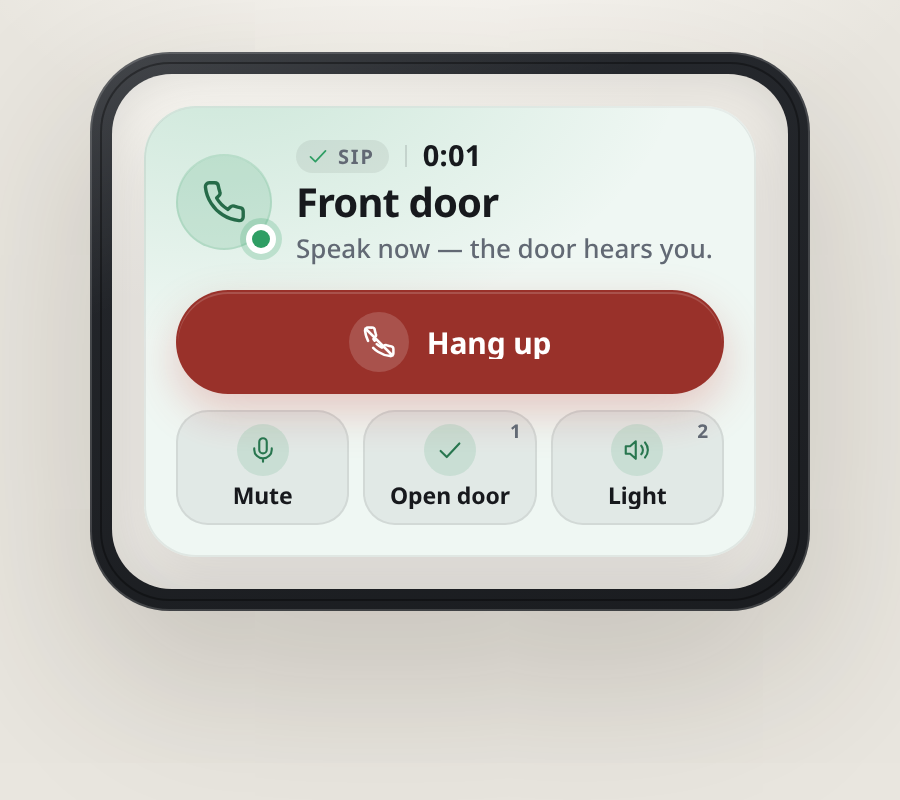 SIP 0:01
Front door
Speak now — the door hears you.
Hang up
1 2
Mute Open door Light